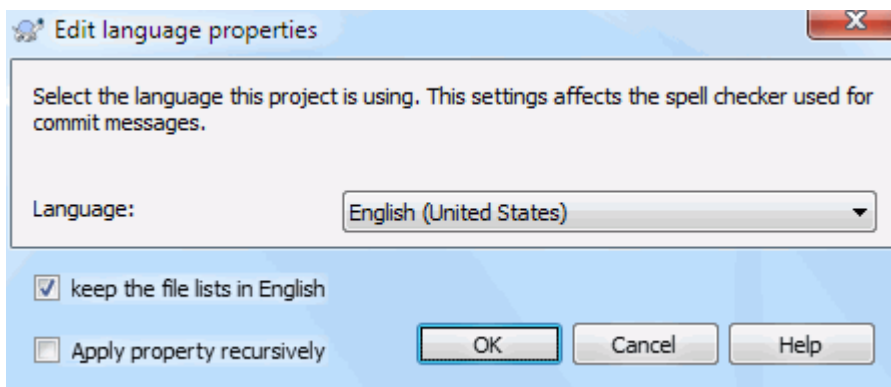 Edit language properties
Select the language this project is using. This settings affects the spell checker used for
commit messages.
Language: English (United States)
keep the file lists in English
Apply property recursively OK Cancel Help